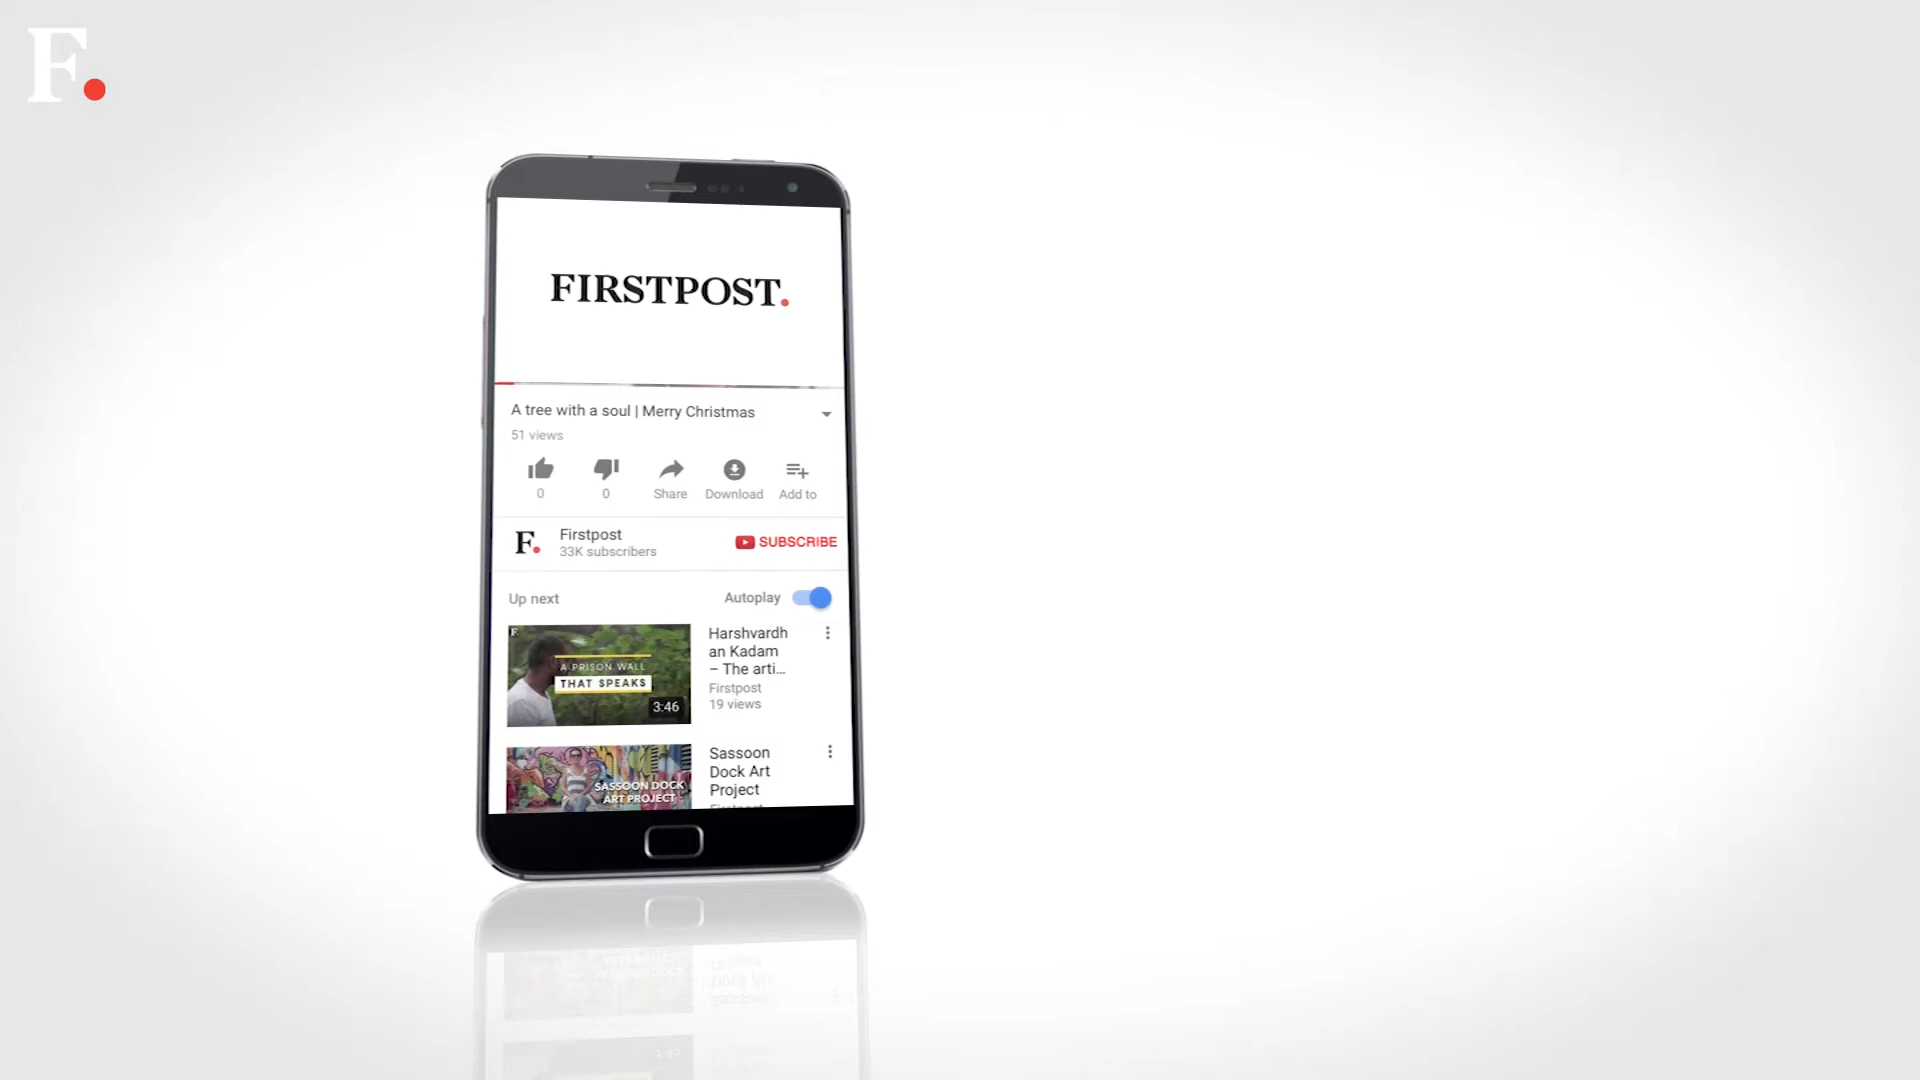 F.
FIRSTPOST.
A tree with a soul | Merry Christmas
51 views
0
0
Share
Download
Add to
F.
Firstpost
33K subscribers
SUBSCRIBE
Up next
Autoplay
F
A PRISON WALL
THAT SPEAKS
3:46
Harshvardh
an Kadam
– The arti...
Firstpost
19 views
SASSOON DOCK
ART PROJECT
Sassoon
Dock Art
Project